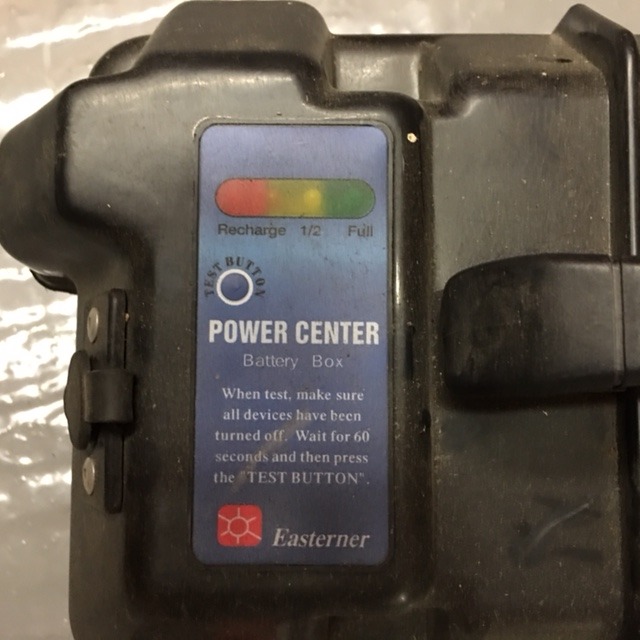 Recharge 1/2 Full
TEST BUTTON
POWER CENTER
Battery Box
When test, make sure
all devices have been
turned off. Wait for 60
seconds and then press
the "TEST BUTTON".
Easterner